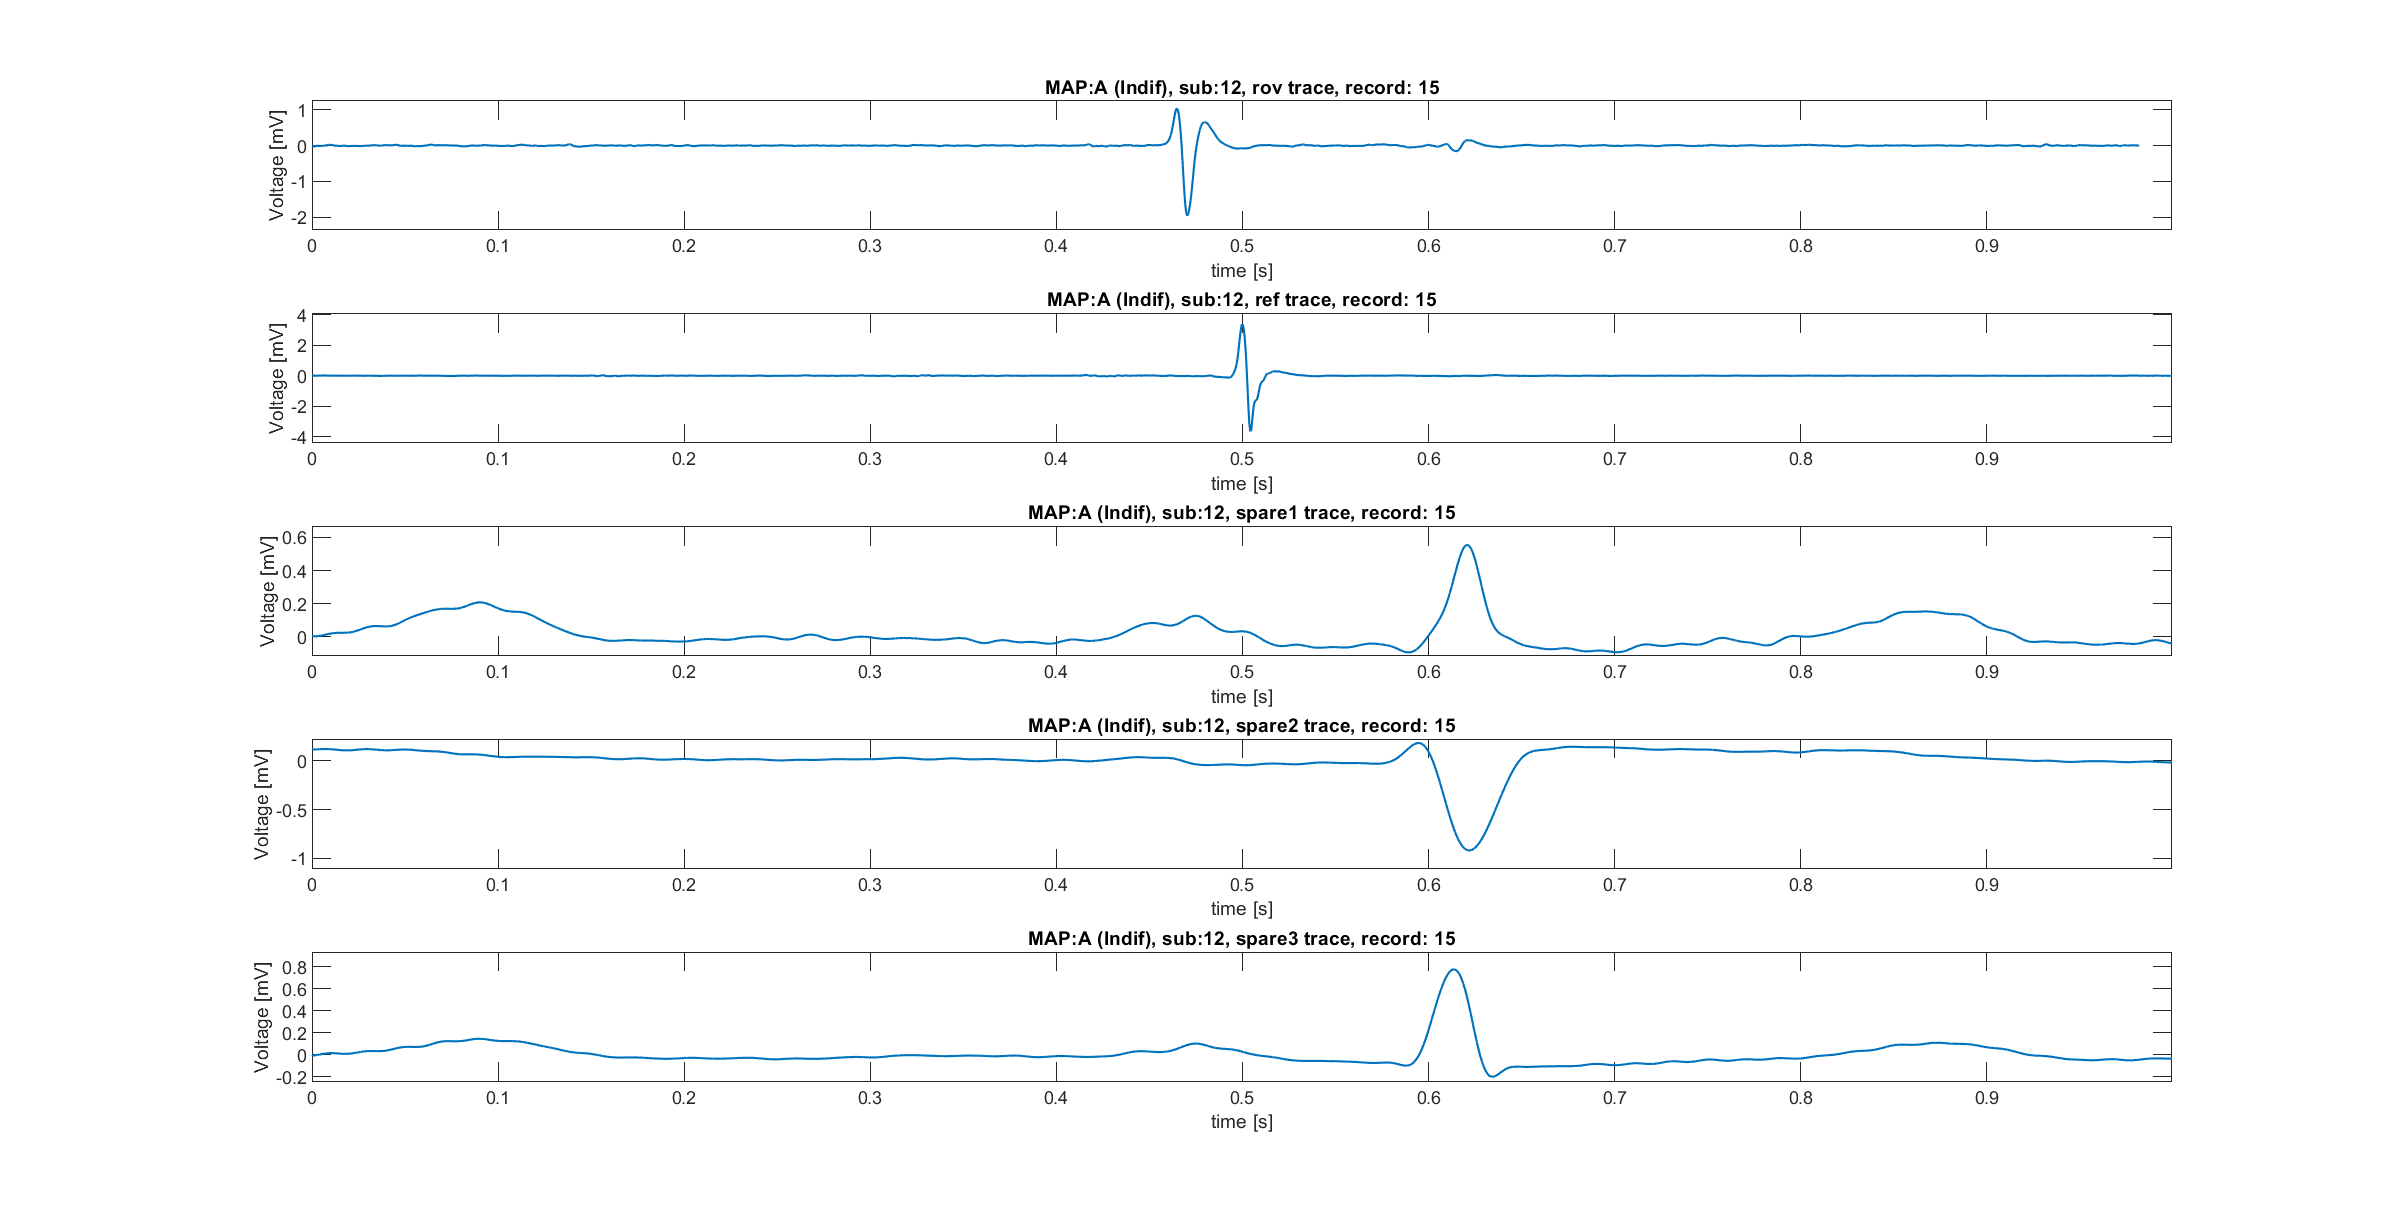 MAP:A (Indif), sub:12, rov trace, record: 15
Voltage [mV]
1
0
-1
-2
0 0.1 0.2 0.3 0.4 0.5 0.6 0.7 0.8 0.9
time [s]
MAP:A (Indif), sub:12, ref trace, record: 15
Voltage [mV]
4
2
0
-2
-4
0 0.1 0.2 0.3 0.4 0.5 0.6 0.7 0.8 0.9
time [s]
MAP:A (Indif), sub:12, spare1 trace, record: 15
Voltage [mV]
0.6
0.4
0.2
0
0 0.1 0.2 0.3 0.4 0.5 0.6 0.7 0.8 0.9
time [s]
MAP:A (Indif), sub:12, spare2 trace, record: 15
Voltage [mV]
0
-0.5
-1
0 0.1 0.2 0.3 0.4 0.5 0.6 0.7 0.8 0.9
time [s]
MAP:A (Indif), sub:12, spare3 trace, record: 15
Voltage [mV]
0.8
0.6
0.4
0.2
0
-0.2
0 0.1 0.2 0.3 0.4 0.5 0.6 0.7 0.8 0.9
time [s]